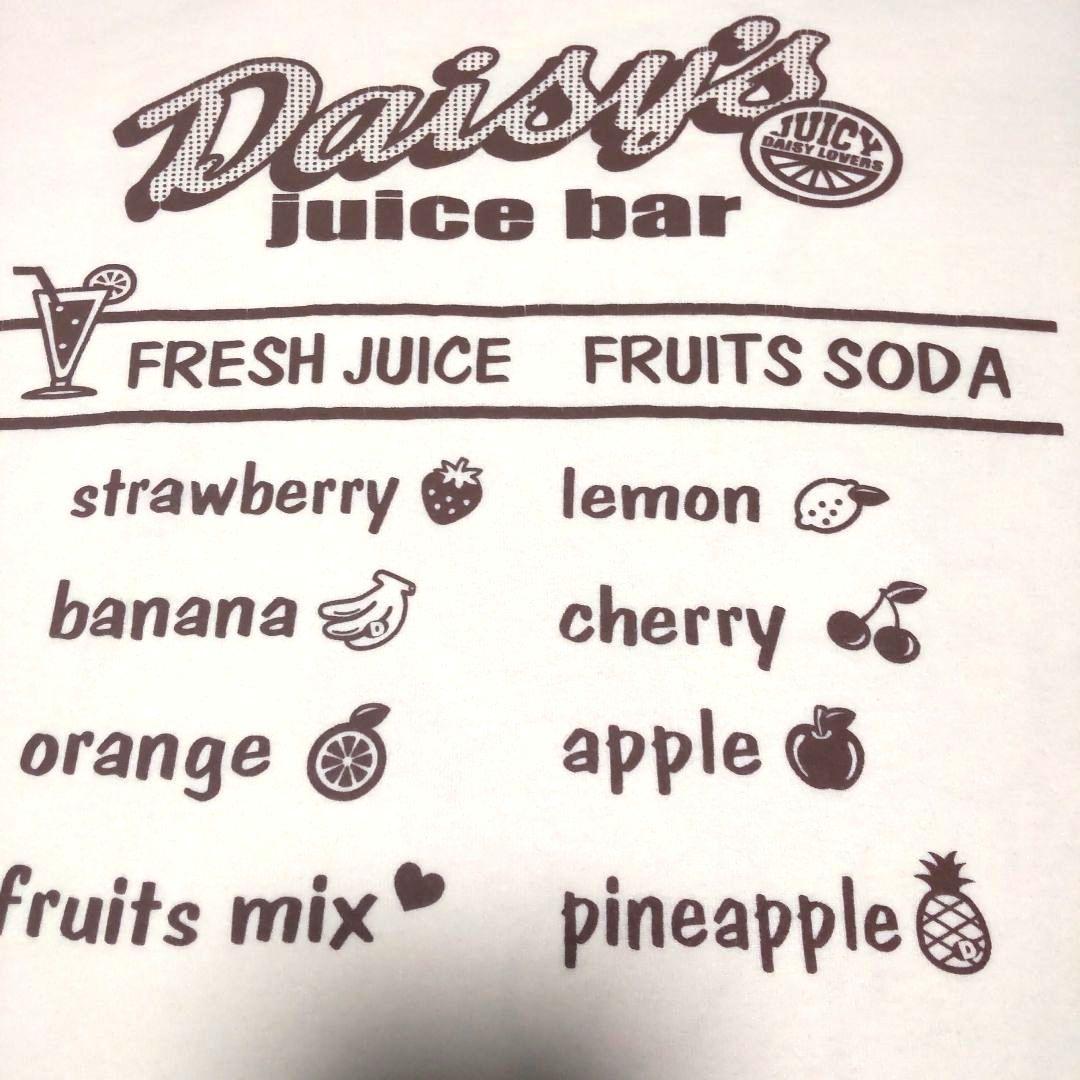 Daisy's
JUICY
DAISY LOVERS
juice bar
FRESH JUICE FRUITS SODA
strawberry lemon
banana cherry
D
orange apple
fruits mix pineapple
D